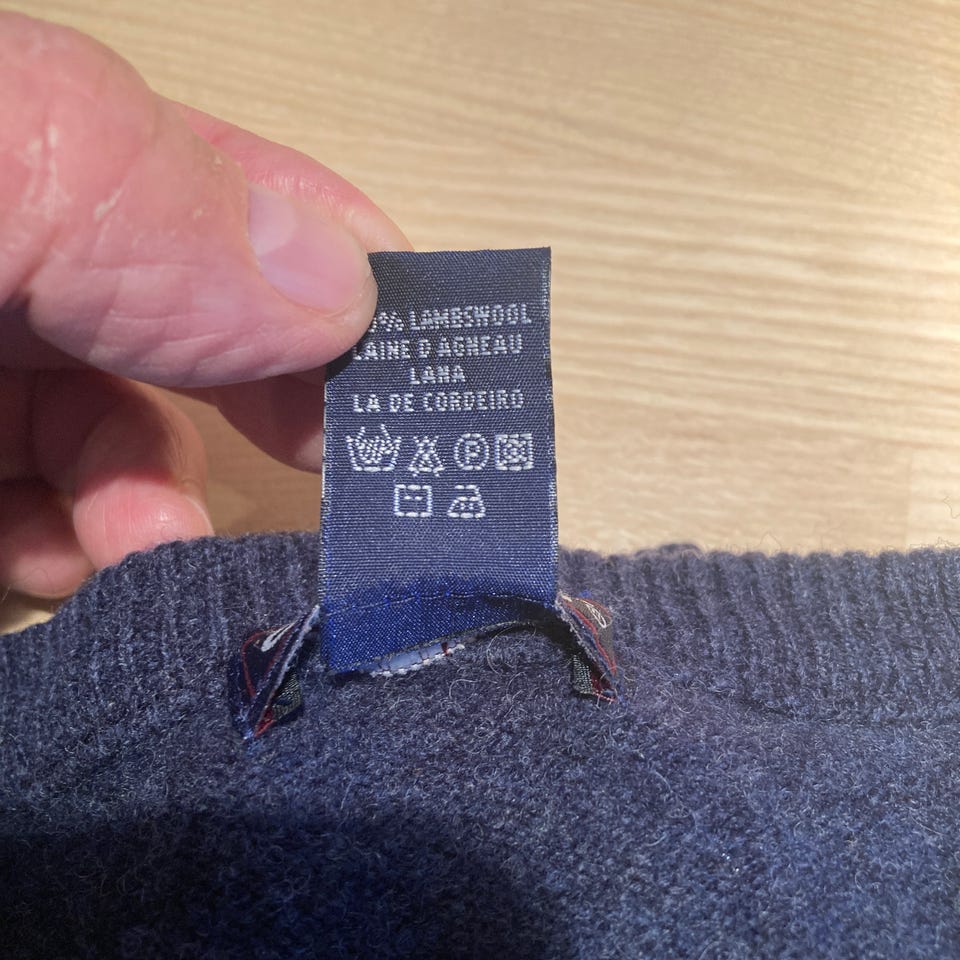 % LAMBSWOOL
LAINE D'AGNEAU
LANA
LA DE CORDEIRO
P